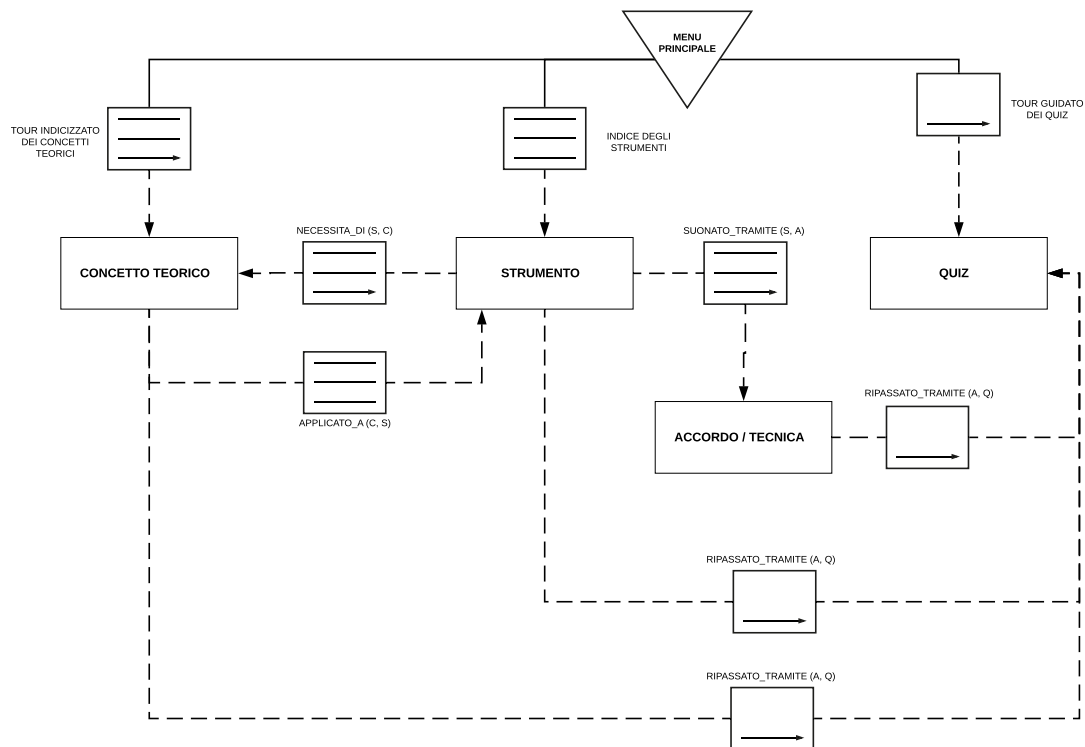 MENU
PRINCIPALE
TOUR INDICIZZATO
DEI CONCETTI
TEORICI
INDICE DEGLI
STRUMENTI
TOUR GUIDATO
DEI QUIZ
NECESSITA_DI (S, C)
SUONATO_TRAMITE (S, A)
CONCETTO TEORICO
STRUMENTO
QUIZ
APPLICATO_A (C, S)
RIPASSATO_TRAMITE (A, Q)
ACCORDO / TECNICA
RIPASSATO_TRAMITE (A, Q)
RIPASSATO_TRAMITE (A, Q)